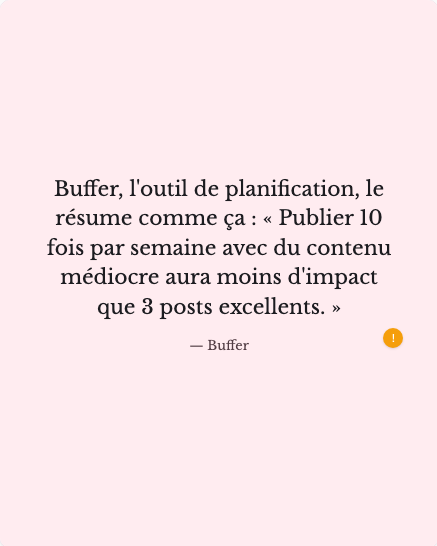 Buffer, l'outil de planification, le
résume comme ça : « Publier 10
fois par semaine avec du contenu
médiocre aura moins d'impact
que 3 posts excellents. »
— Buffer
!